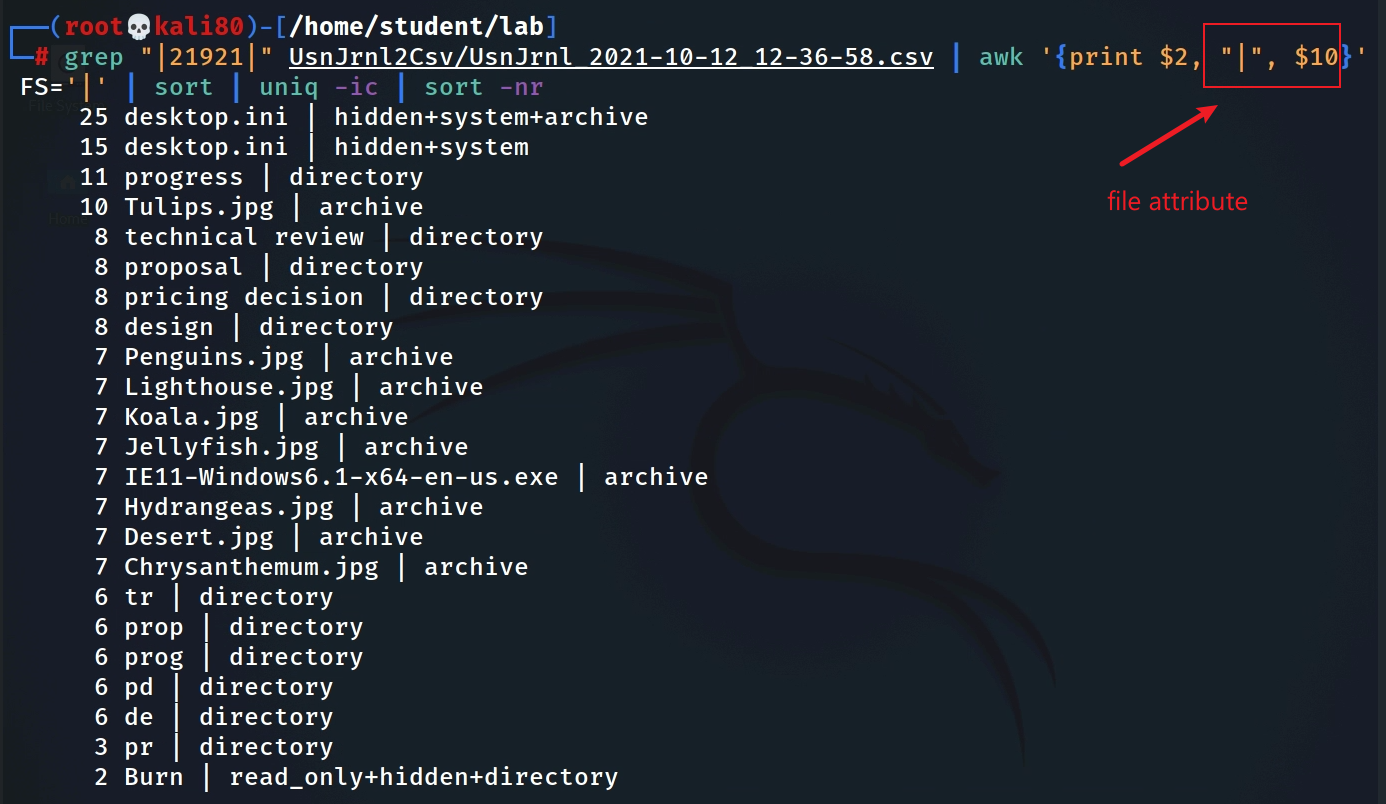 (root💀kali80)-[/home/student/lab]
# grep "|21921|" UsnJrnl2Csv/UsnJrnl_2021-10-12_12-36-58.csv | awk '{print $2, "|", $10}'
FS='|' | sort | uniq -ic | sort -nr
25 desktop.ini | hidden+system+archive
15 desktop.ini | hidden+system
11 progress | directory
10 Tulips.jpg | archive
file attribute
8 technical review | directory
8 proposal | directory
8 pricing decision | directory
8 design | directory
7 Penguins.jpg | archive
7 Lighthouse.jpg | archive
7 Koala.jpg | archive
7 Jellyfish.jpg | archive
7 IE11-Windows6.1-x64-en-us.exe | archive
7 Hydrangeas.jpg | archive
7 Desert.jpg | archive
7 Chrysanthemum.jpg | archive
6 tr | directory
6 prop | directory
6 prog | directory
6 pd | directory
6 de | directory
3 pr | directory
2 Burn | read_only+hidden+directory